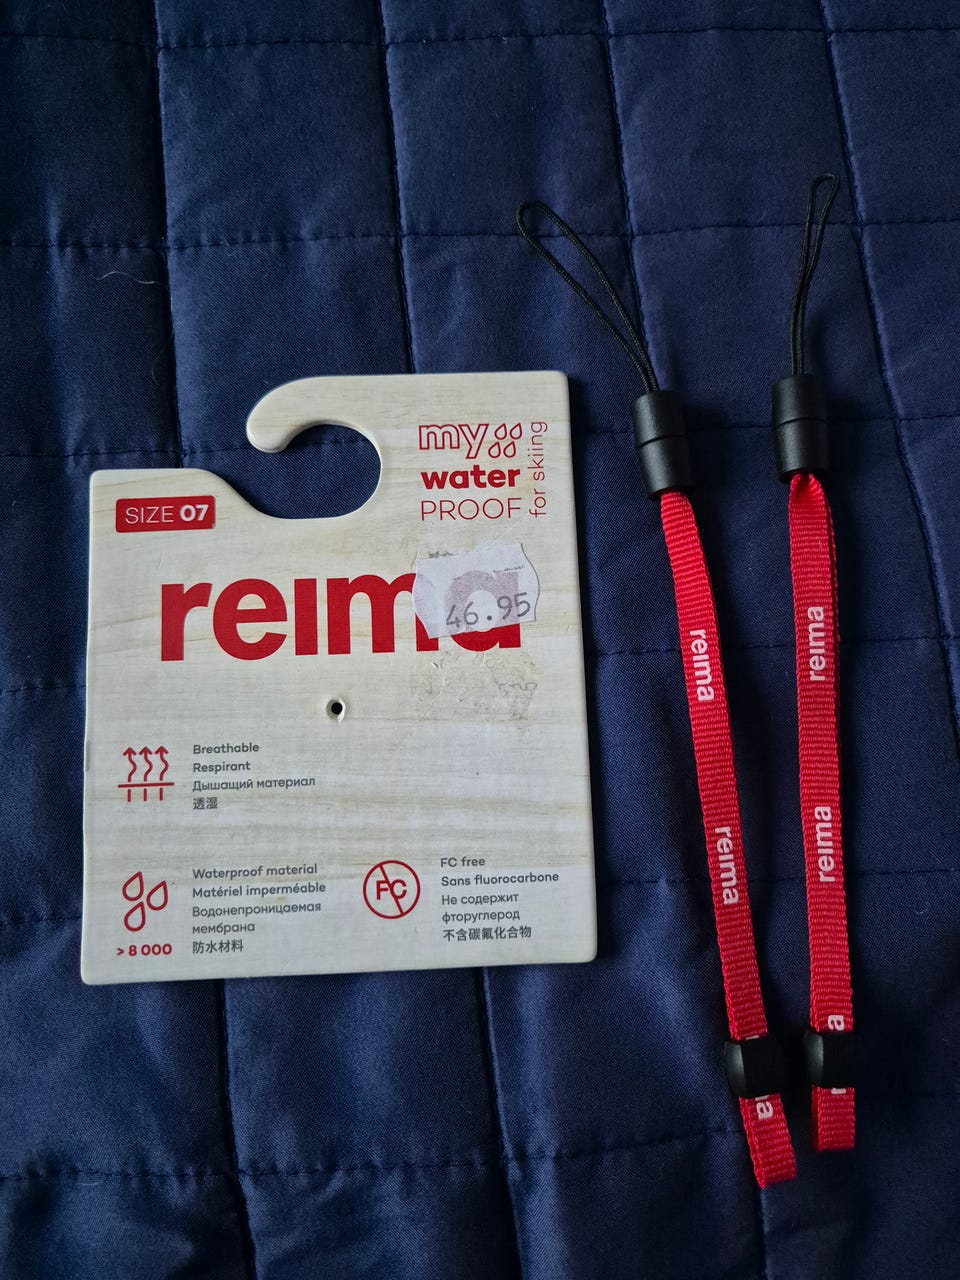 my
water
PROOF
for skiing
SIZE 07
reima
46.95
Breathable
Respirant
Дышащий материал
透湿
Waterproof material
Matériel imperméable
Водонепроницаемая
мембрана
防水材料
> 8 000
FC
FC free
Sans fluorocarbone
Не содержит
фторуглерод
不含碳氟化合物
reima
reima
reima
reima